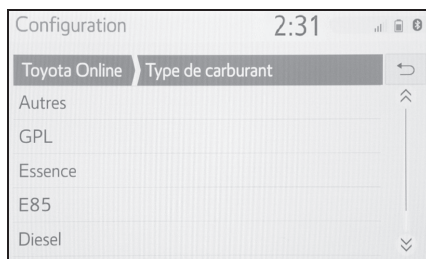 Configuration 2:31
Toyota Online Type de carburant
Autres
GPL
Essence
E85
Diesel